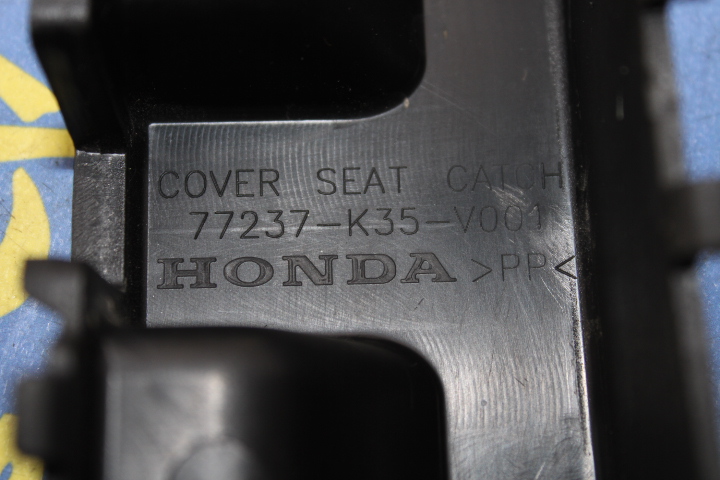 COVER SEAT CATCH
77237-K35-V001
HONDA >PP<